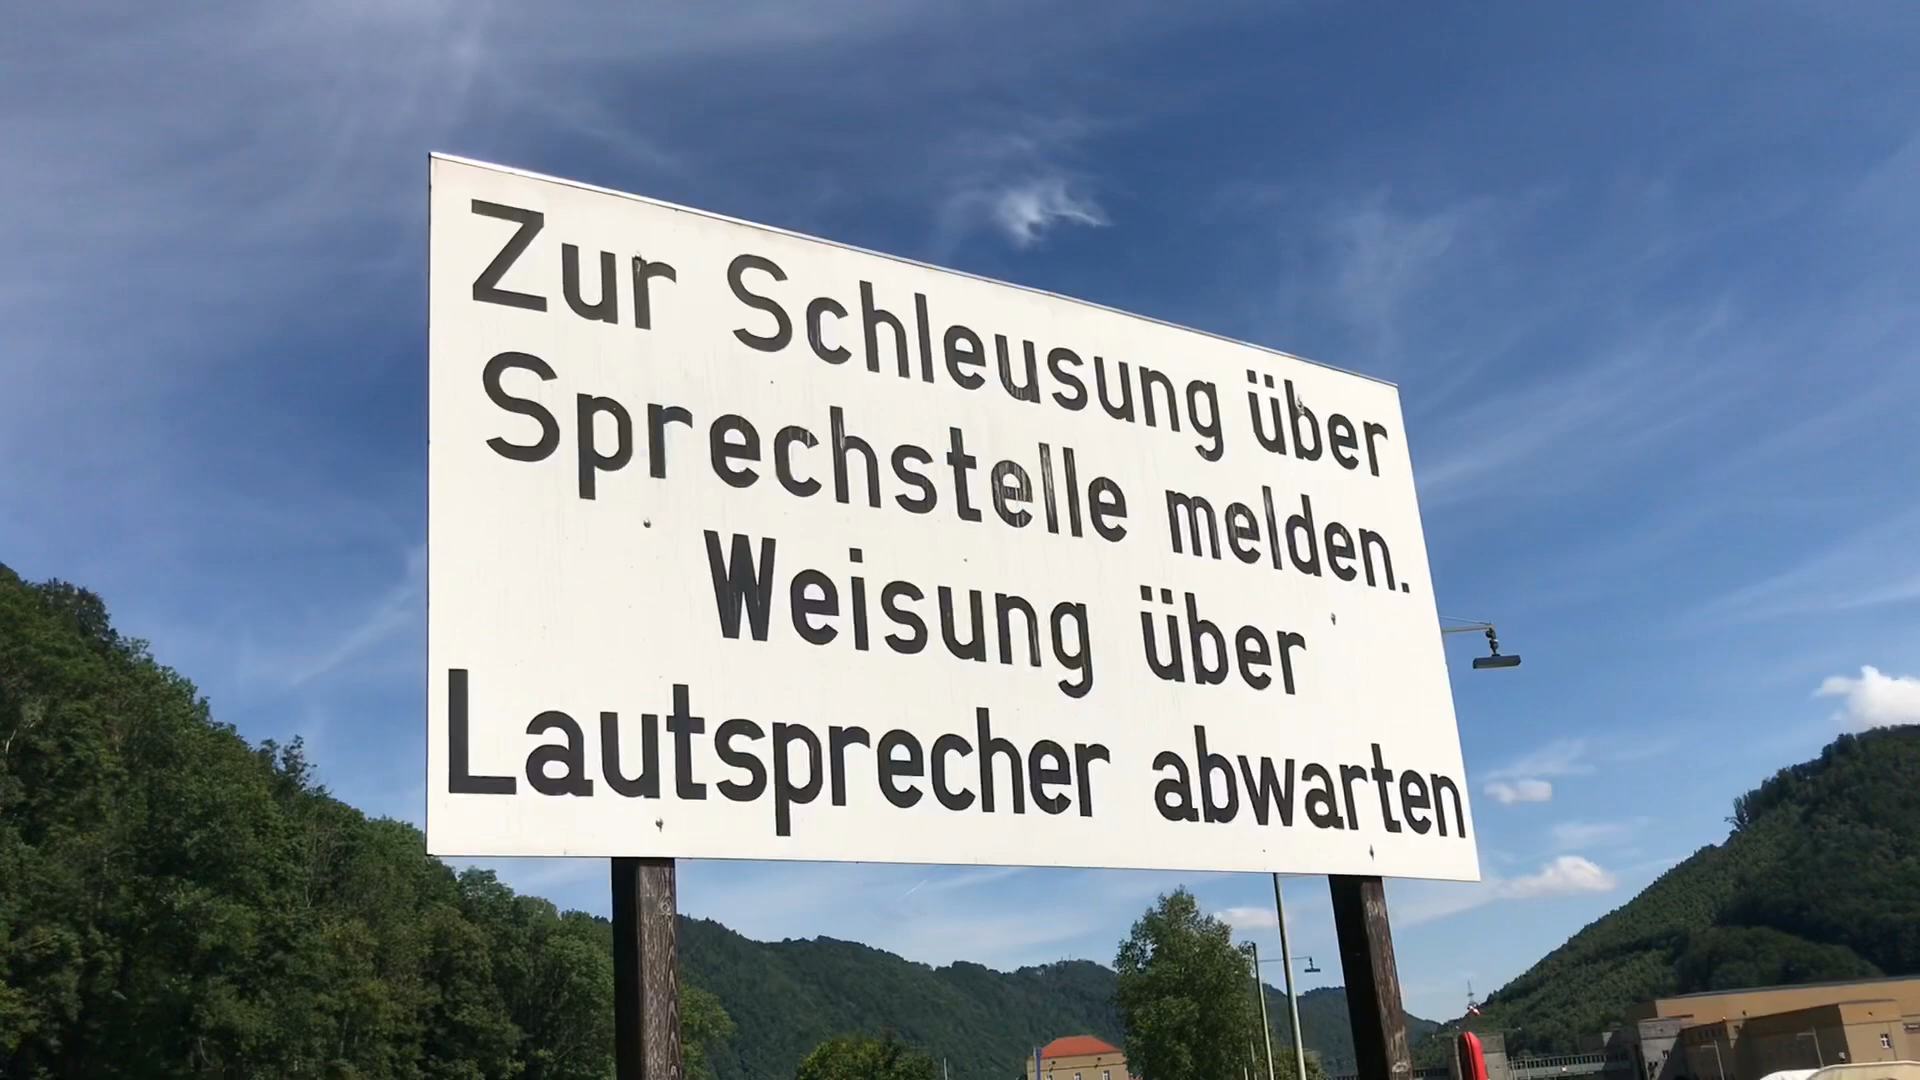 Zur Schleusung über
Sprechstelle melden.
Weisung über
Lautsprecher abwarten